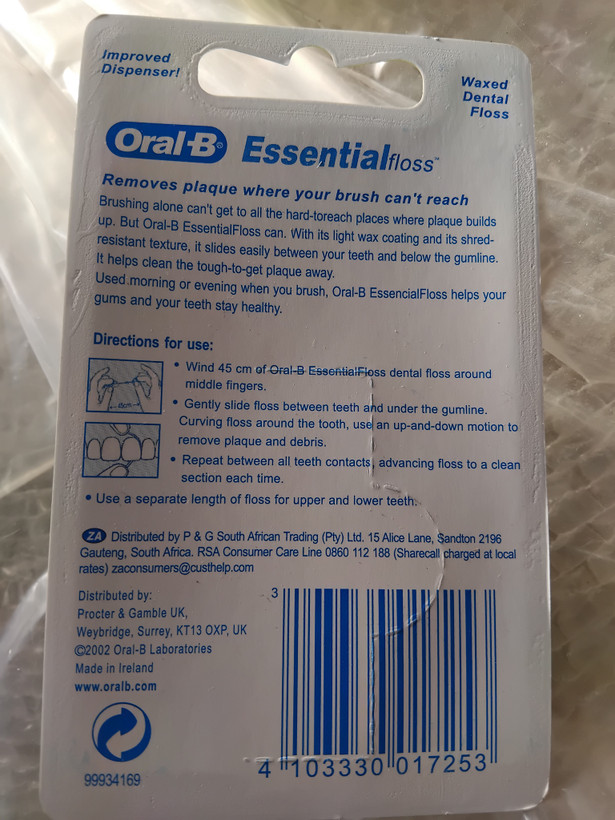 Improved
Dispenser!
Waxed
Dental
Floss
Oral-B® Essentialfloss™
Removes plaque where your brush can't reach
Brushing alone can't get to all the hard-toreach places where plaque builds
up. But Oral-B EssentialFloss can. With its light wax coating and its shred-
resistant texture, it slides easily between your teeth and below the gumline.
It helps clean the tough-to-get plaque away.
Used morning or evening when you brush, Oral-B EssencialFloss helps your
gums and your teeth stay healthy.
Directions for use:
• Wind 45 cm of Oral-B EssentialFloss dental floss around
middle fingers.
• Gently slide floss between teeth and under the gumline.
Curving floss around the tooth, use an up-and-down motion to
remove plaque and debris.
• Repeat between all teeth contacts, advancing floss to a clean
section each time.
• Use a separate length of floss for upper and lower teeth.
ZA Distributed by P & G South African Trading (Pty) Ltd. 15 Alice Lane, Sandton 2196
Gauteng, South Africa. RSA Consumer Care Line 0860 112 188 (Sharecall charged at local
rates) zaconsumers@custhelp.com
Distributed by:
Procter & Gamble UK,
Weybridge, Surrey, KT13 OXP, UK
©2002 Oral-B Laboratories
Made in Ireland
www.oralb.com
99934169
3
4 103330 017253